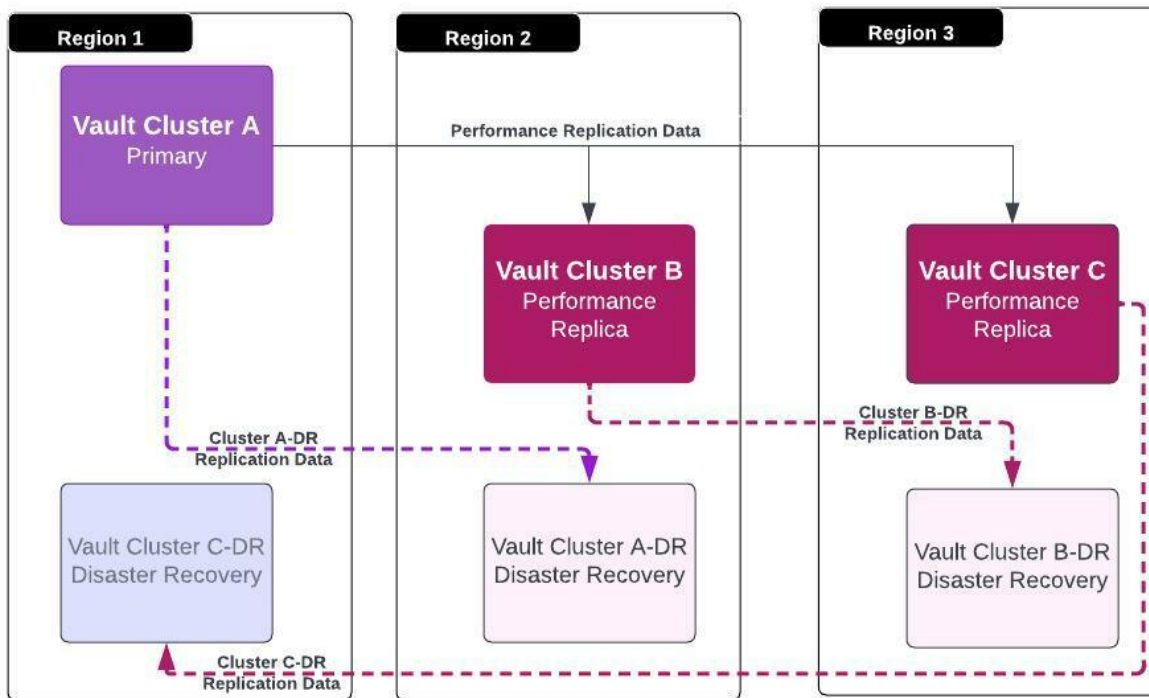 Region 1
Region 2
Region 3
Vault Cluster A
Primary
Performance Replication Data
Vault Cluster B
Performance
Replica
Vault Cluster C
Performance
Replica
Cluster A-DR
Replication Data
Cluster B-DR
Replication Data
Vault Cluster C-DR
Disaster Recovery
Vault Cluster A-DR
Disaster Recovery
Vault Cluster B-DR
Disaster Recovery
Cluster C-DR
Replication Data